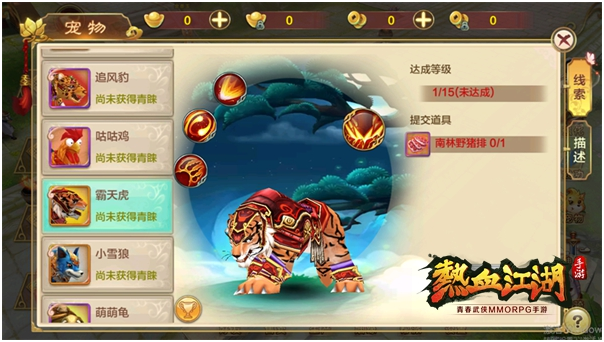 宠物
0
0
0
0
追风豹
尚未获得青睐
咕咕鸡
尚未获得青睐
霸天虎
尚未获得青睐
小雪狼
尚未获得青睐
萌萌龟
达成等级
1/15(未达成)
提交道具
南林野猪排 0/1
线索
描述
熱血江湖
手游
青春武侠MMORPG手游
?